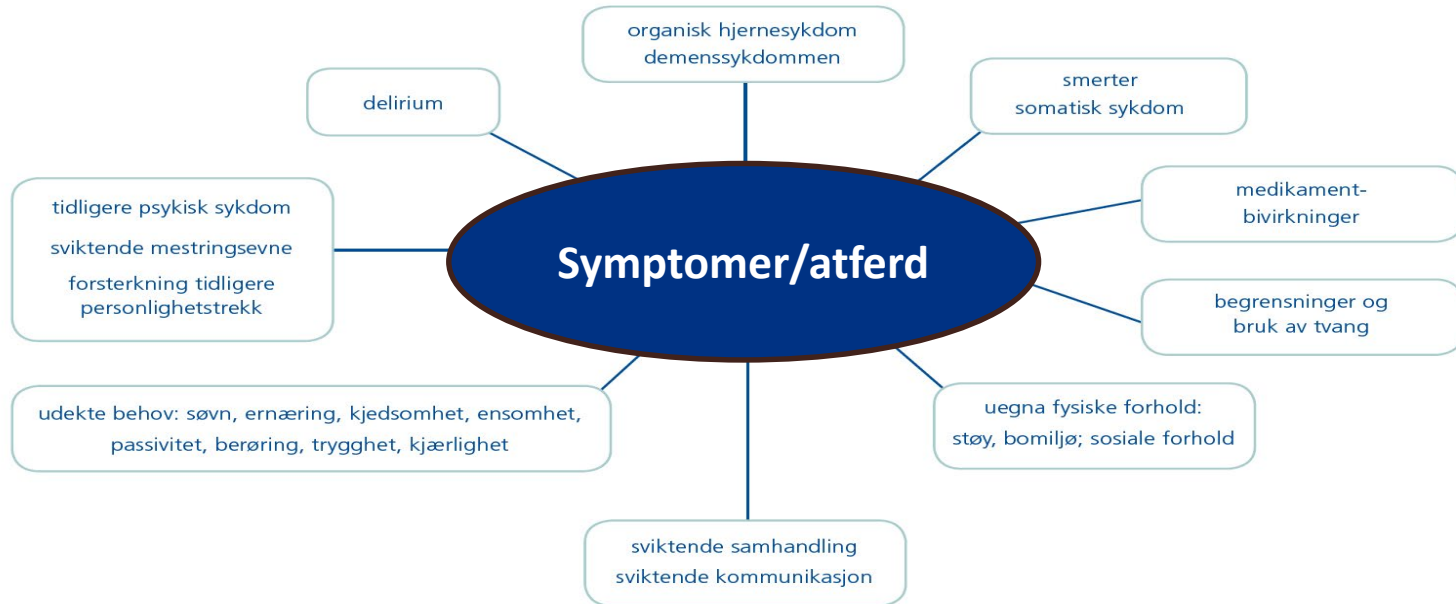 organisk hjernesykdom
demenssykdommen
delirium
smerter
somatisk sykdom
tidligere psykisk sykdom
sviktende mestringsevne
forsterkning tidligere
personlighetstrekk
medikament-
bivirkninger
Symptomer/atferd
begrensninger og
bruk av tvang
udekte behov: søvn, ernæring, kjedsomhet, ensomhet,
passivitet, berøring, trygghet, kjærlighet
uegna fysiske forhold:
støy, bomiljø; sosiale forhold
sviktende samhandling
sviktende kommunikasjon